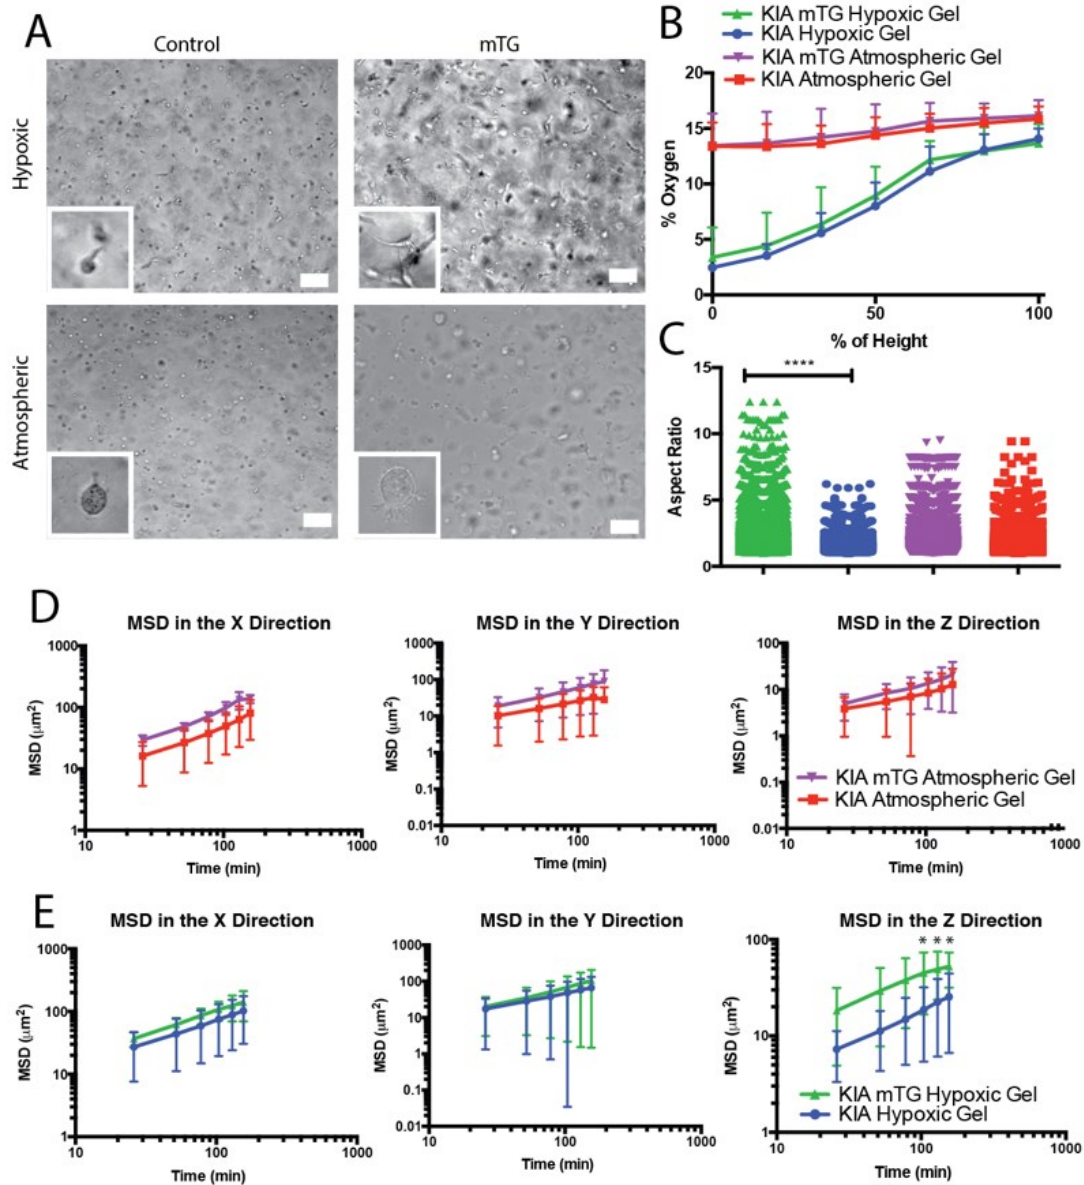 A
Control
mTG
Hypoxic
Atmospheric
B
KIA mTG Hypoxic Gel
KIA Hypoxic Gel
KIA mTG Atmospheric Gel
KIA Atmospheric Gel
20
15
10
5
0
% Oxygen
0
50
100
% of Height
C
****
15
10
5
0
Aspect Ratio
D
MSD in the X Direction
1000
100
10
1
MSD (μm²)
10
100
1000
Time (min)
MSD in the Y Direction
1000
100
10
1
0.1
0.01
MSD (μm²)
10
100
1000
Time (min)
MSD in the Z Direction
100
10
1
0.1
0.01
MSD (μm²)
KIA mTG Atmospheric Gel
KIA Atmospheric Gel
10
100
1000
Time (min)
E
MSD in the X Direction
1000
100
10
1
MSD (μm²)
10
100
1000
Time (min)
MSD in the Y Direction
1000
100
10
1
0.1
0.01
MSD (μm²)
10
100
1000
Time (min)
MSD in the Z Direction
* * *
100
10
1
MSD (μm²)
KIA mTG Hypoxic Gel
KIA Hypoxic Gel
10
100
1000
Time (min)